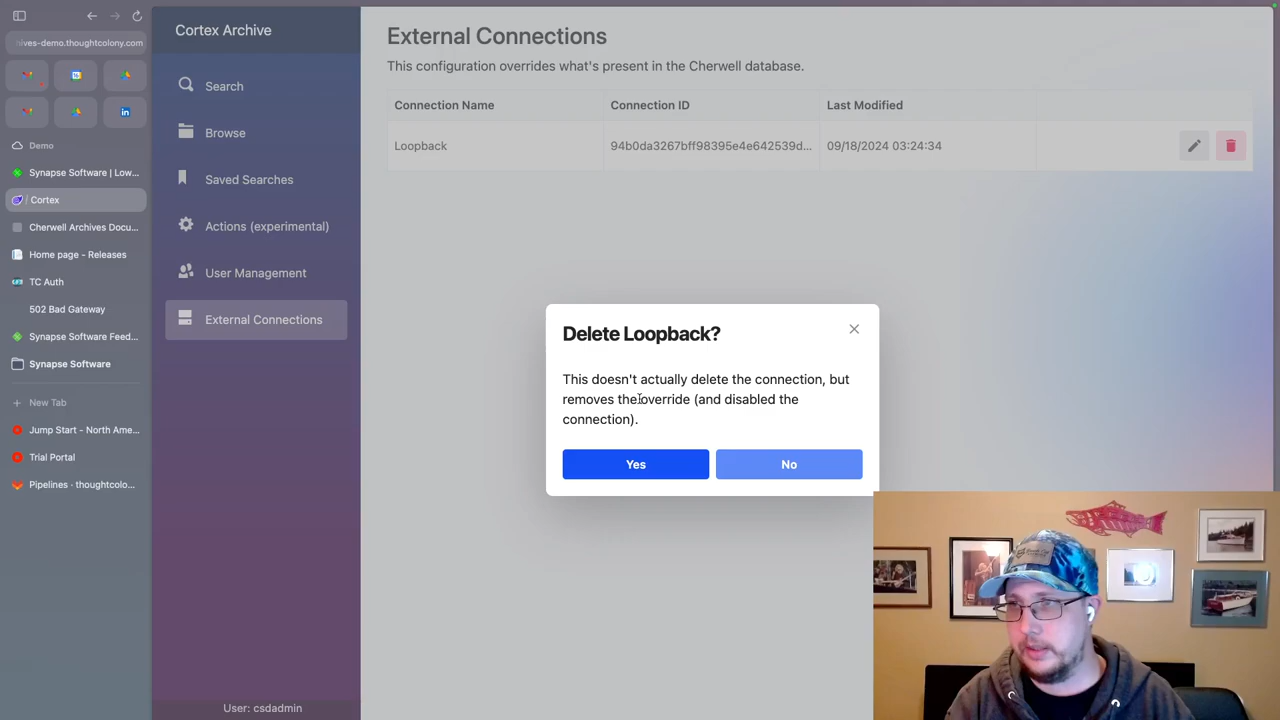 ives-demo.thoughtcolony.com
Demo
Synapse Software | Low...
/ Cortex
Cherwell Archives Docu...
Home page - Releases
TC Auth
502 Bad Gateway
Synapse Software Feed...
Synapse Software
New Tab
Jump Start - North Ame...
Trial Portal
Pipelines · thoughtcolo...
Cortex Archive
Search
Browse
Saved Searches
Actions (experimental)
User Management
External Connections
User: csdadmin
External Connections
This configuration overrides what's present in the Cherwell database.
Connection Name Connection ID Last Modified
Loopback 94b0da3267bff98395e4e642539d... 09/18/2024 03:24:34
Delete Loopback?
This doesn't actually delete the connection, but
removes the override (and disabled the
connection).
Yes No